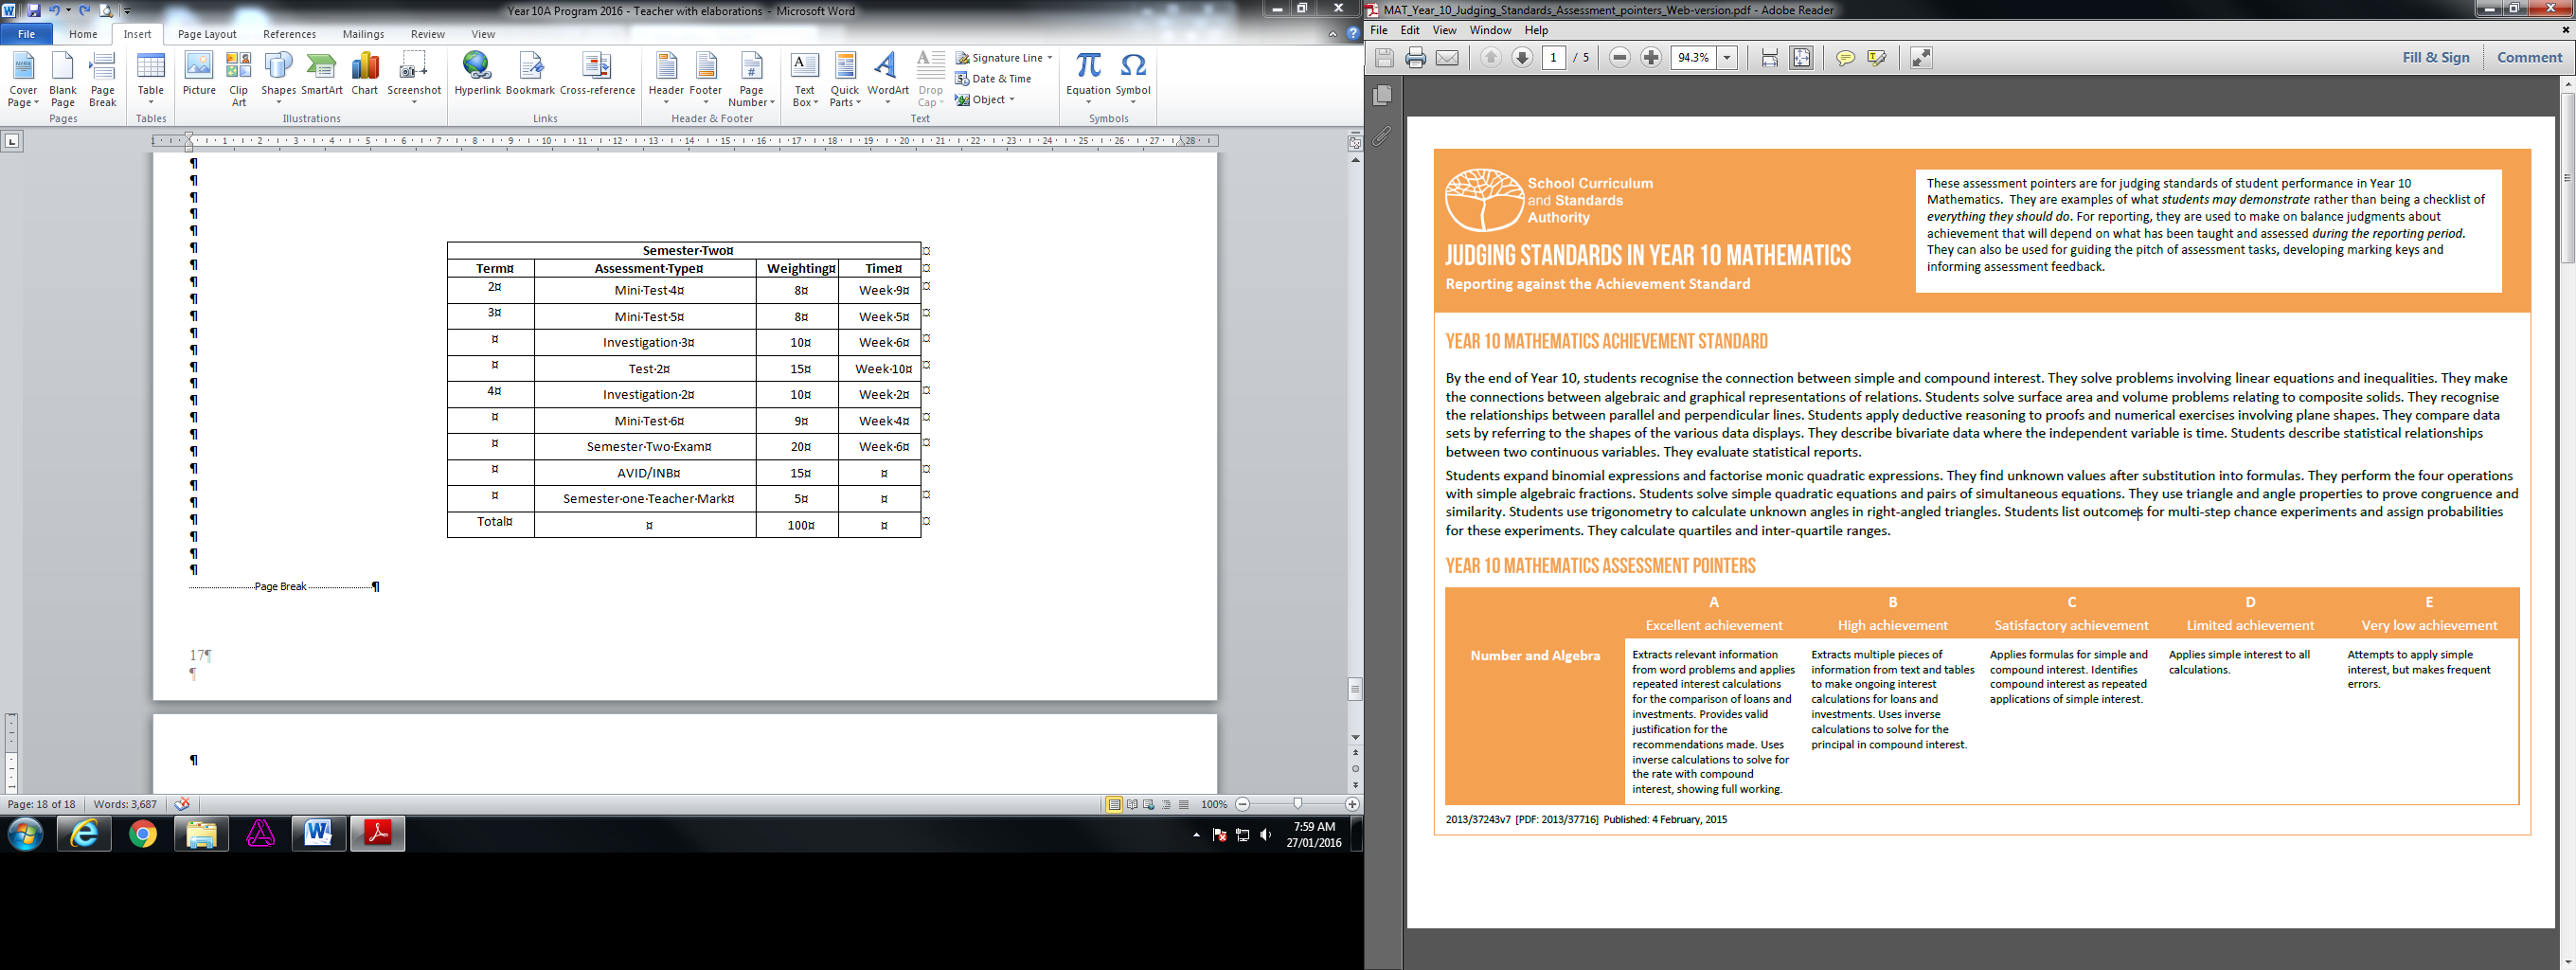 Year 10A Program 2016 - Teacher with elaborations - Microsoft Word
File Home Insert Page Layout References Mailings Review View
Cover Page Blank Page Page Break Table Picture Clip Art Shapes SmartArt Chart Screenshot Hyperlink Bookmark Cross-reference Header Footer Page Number Text Box Quick Parts WordArt Drop Cap Signature Line Date & Time Object Equation Symbol
Pages Tables Illustrations Links Header & Footer Text Symbols
Semester·Two¤
Term¤ Assessment·Type¤ Weighting¤ Time¤
2¤ Mini·Test·4¤ 8¤ Week·9¤
3¤ Mini·Test·5¤ 8¤ Week·5¤
¤ Investigation·3¤ 10¤ Week·6¤
¤ Test·2¤ 15¤ Week·10¤
4¤ Investigation·2¤ 10¤ Week·2¤
¤ Mini·Test·6¤ 9¤ Week·4¤
¤ Semester·Two·Exam¤ 20¤ Week·6¤
¤ AVID/INB¤ 15¤ ¤
¤ Semester·one·Teacher·Mark¤ 5¤ ¤
Total¤ ¤ 100¤ ¤
Page Break ¶
17¶
Page: 18 of 18 Words: 3,687 100%
7:59 AM
27/01/2016
MAT_Year_10_Judging_Standards_Assessment_pointers_Web-version.pdf - Adobe Reader
File Edit View Window Help
1 / 5 94.3% Fill & Sign Comment
School Curriculum
and Standards
Authority
JUDGING STANDARDS IN YEAR 10 MATHEMATICS
Reporting against the Achievement Standard
These assessment pointers are for judging standards of student performance in Year 10
Mathematics. They are examples of what students may demonstrate rather than being a checklist of
everything they should do. For reporting, they are used to make on balance judgments about
achievement that will depend on what has been taught and assessed during the reporting period.
They can also be used for guiding the pitch of assessment tasks, developing marking keys and
informing assessment feedback.
YEAR 10 MATHEMATICS ACHIEVEMENT STANDARD
By the end of Year 10, students recognise the connection between simple and compound interest. They solve problems involving linear equations and inequalities. They make
the connections between algebraic and graphical representations of relations. Students solve surface area and volume problems relating to composite solids. They recognise
the relationships between parallel and perpendicular lines. Students apply deductive reasoning to proofs and numerical exercises involving plane shapes. They compare data
sets by referring to the shapes of the various data displays. They describe bivariate data where the independent variable is time. Students describe statistical relationships
between two continuous variables. They evaluate statistical reports.
Students expand binomial expressions and factorise monic quadratic expressions. They find unknown values after substitution into formulas. They perform the four operations
with simple algebraic fractions. Students solve simple quadratic equations and pairs of simultaneous equations. They use triangle and angle properties to prove congruence and
similarity. Students use trigonometry to calculate unknown angles in right-angled triangles. Students list outcomes for multi-step chance experiments and assign probabilities
for these experiments. They calculate quartiles and inter-quartile ranges.
YEAR 10 MATHEMATICS ASSESSMENT POINTERS
A B C D E
Excellent achievement High achievement Satisfactory achievement Limited achievement Very low achievement
Number and Algebra
Extracts relevant information
from word problems and applies
repeated interest calculations
for the comparison of loans and
investments. Provides valid
justification for the
recommendations made. Uses
inverse calculations to solve for
the rate with compound
interest, showing full working.
Extracts multiple pieces of
information from text and tables
to make ongoing interest
calculations for loans and
investments. Uses inverse
calculations to solve for the
principal in compound interest.
Applies formulas for simple and
compound interest. Identifies
compound interest as repeated
applications of simple interest.
Applies simple interest to all
calculations.
Attempts to apply simple
interest, but makes frequent
errors.
2013/37243v7 [PDF: 2013/37716] Published: 4 February, 2015